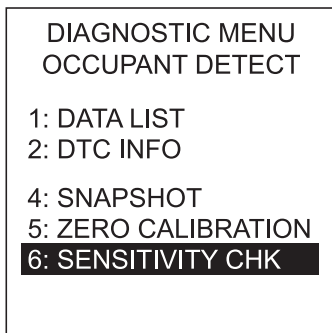 DIAGNOSTIC MENU
OCCUPANT DETECT
1: DATA LIST
2: DTC INFO
4: SNAPSHOT
5: ZERO CALIBRATION
6: SENSITIVITY CHK